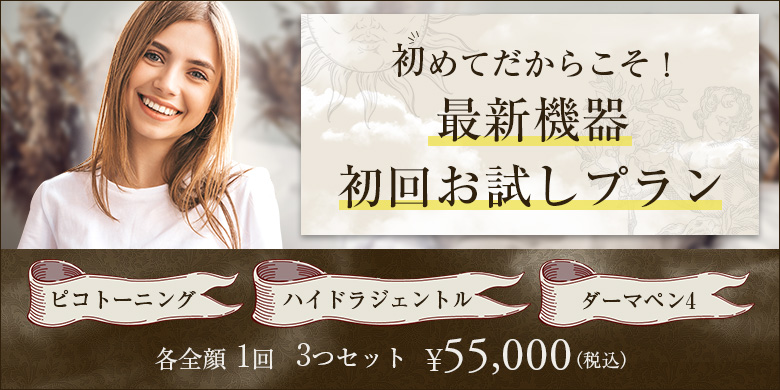 初めてだからこそ!
最新機器
初回お試しプラン
ピコトーニング
ハイドラジェントル
ダーマペン4
各全顔 1回 3つセット ¥55,000(税込)